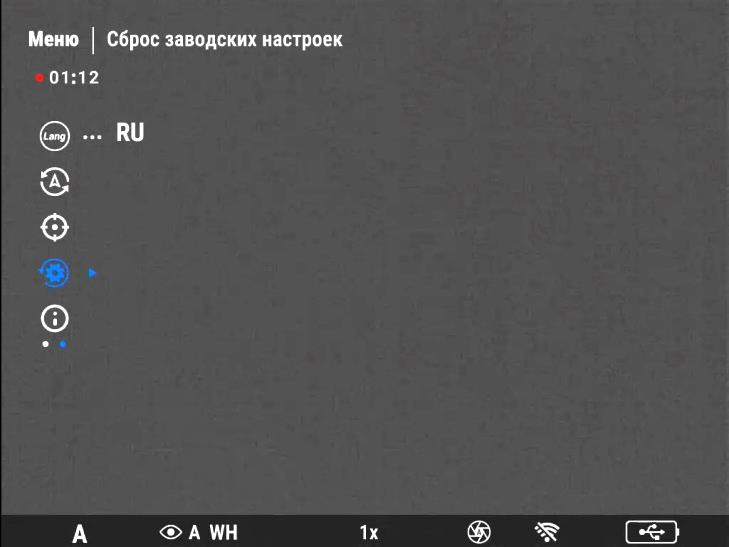 Меню | Сброс заводских настроек
01:12
Lang ... RU
A
A
A WH 1x